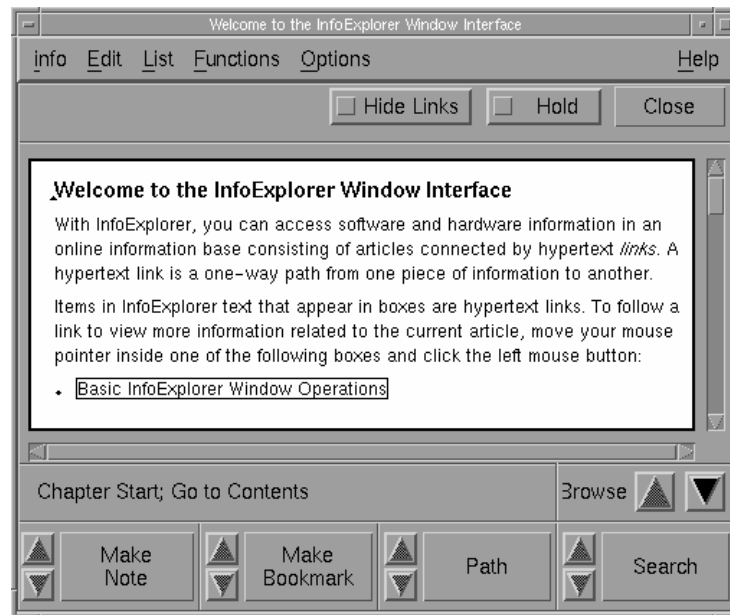 Welcome to the InfoExplorer Window Interface
info Edit List Functions Options Help
Hide Links Hold Close
Welcome to the InfoExplorer Window Interface
With InfoExplorer, you can access software and hardware information in an
online information base consisting of articles connected by hypertext links. A
hypertext link is a one-way path from one piece of information to another.
Items in InfoExplorer text that appear in boxes are hypertext links. To follow a
link to view more information related to the current article, move your mouse
pointer inside one of the following boxes and click the left mouse button:
• Basic InfoExplorer Window Operations
Chapter Start; Go to Contents Browse
Make Note Make Bookmark Path Search